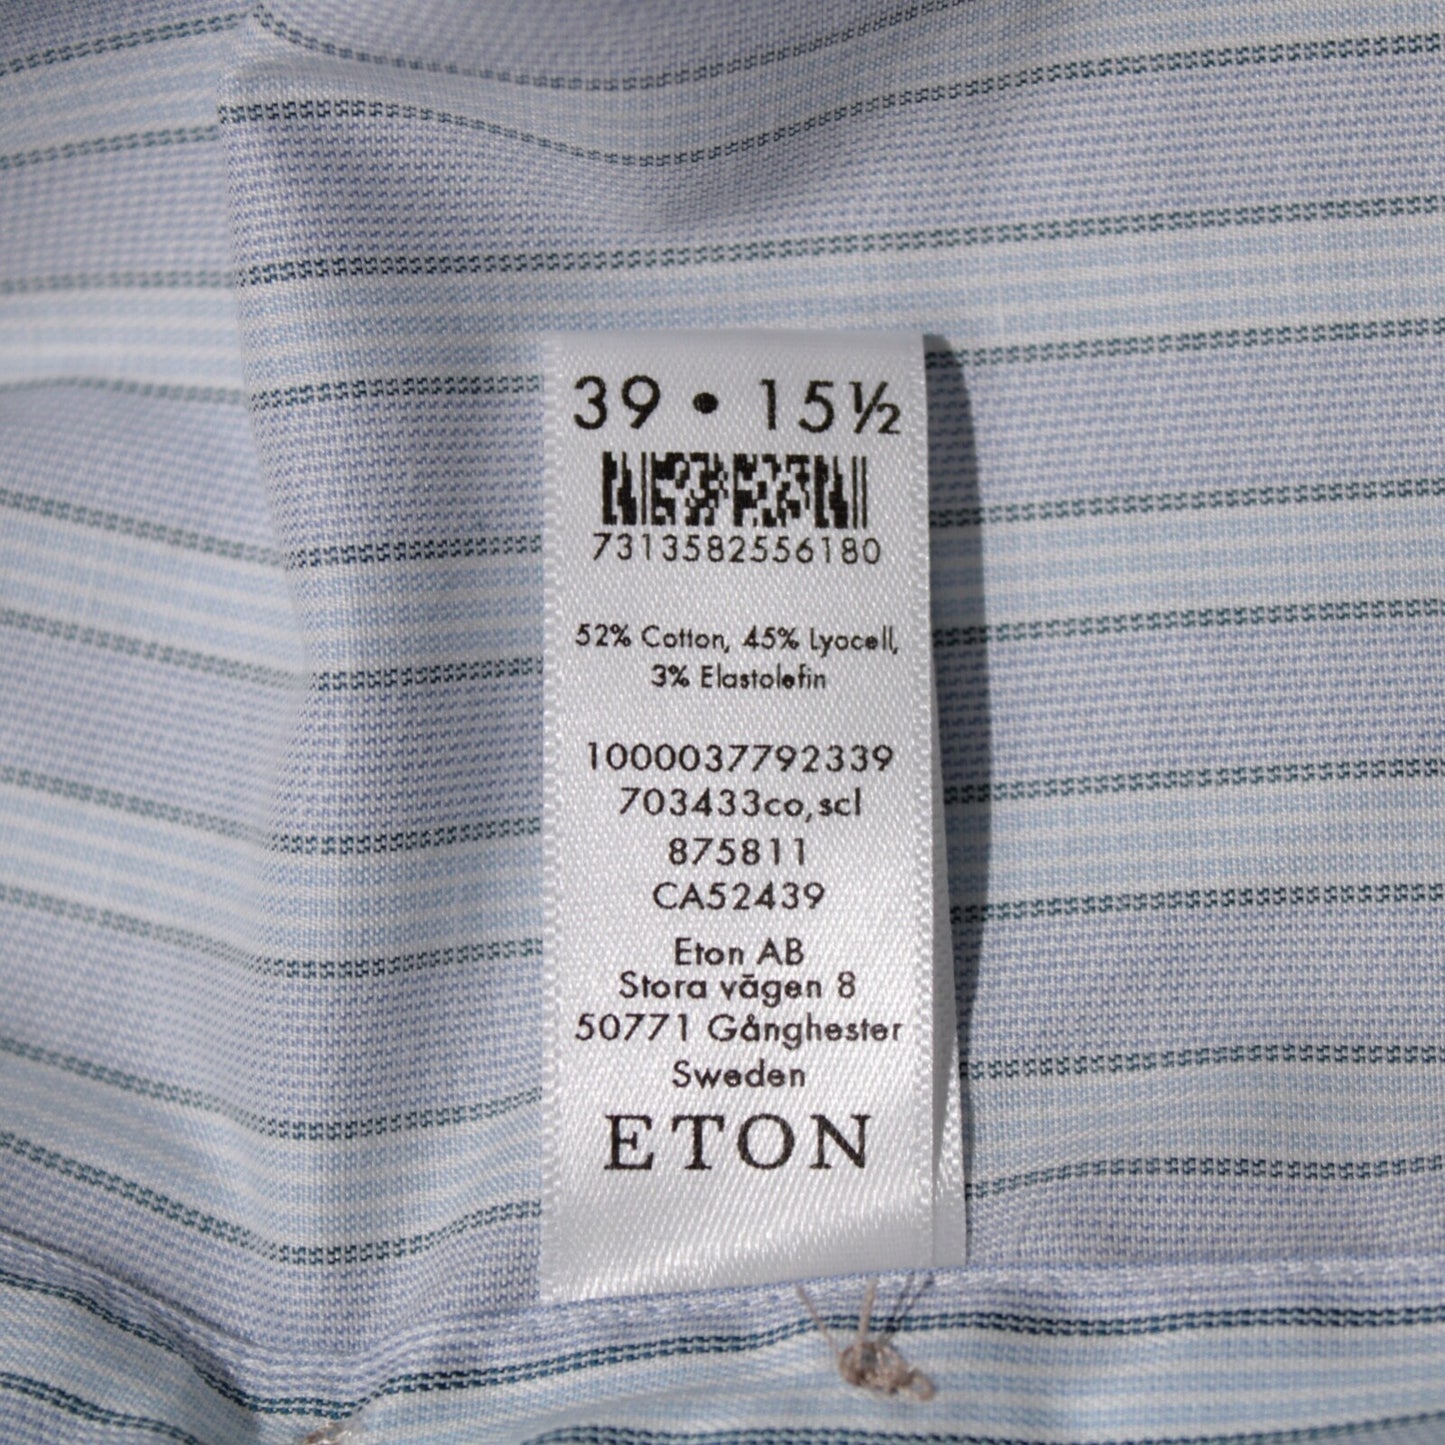 39 • 15½
7313582556180
52% Cotton, 45% Lyocell,
3% Elastolefin
1000037792339
703433co,scl
875811
CA52439
Eton AB
Stora vägen 8
50771 Gånghester
Sweden
ETON